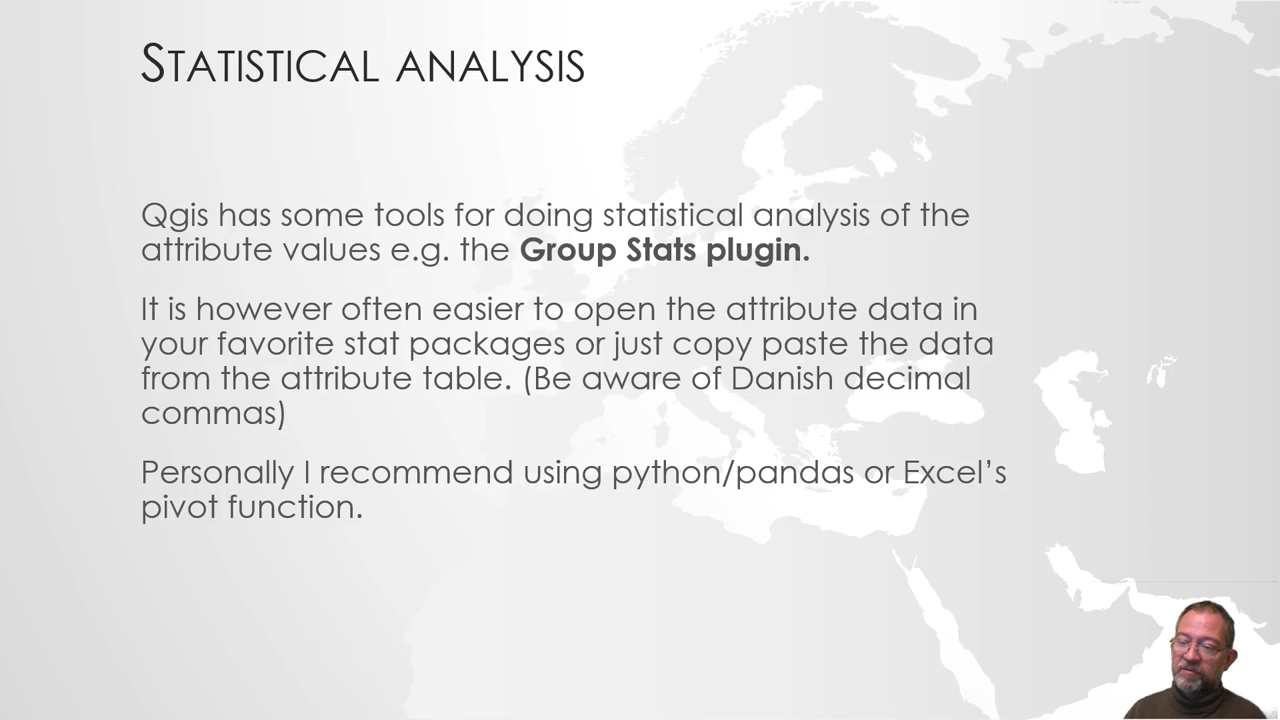 Statistical analysis
Qgis has some tools for doing statistical analysis of the
attribute values e.g. the Group Stats plugin.
It is however often easier to open the attribute data in
your favorite stat packages or just copy paste the data
from the attribute table. (Be aware of Danish decimal
commas)
Personally I recommend using python/pandas or Excel’s
pivot function.